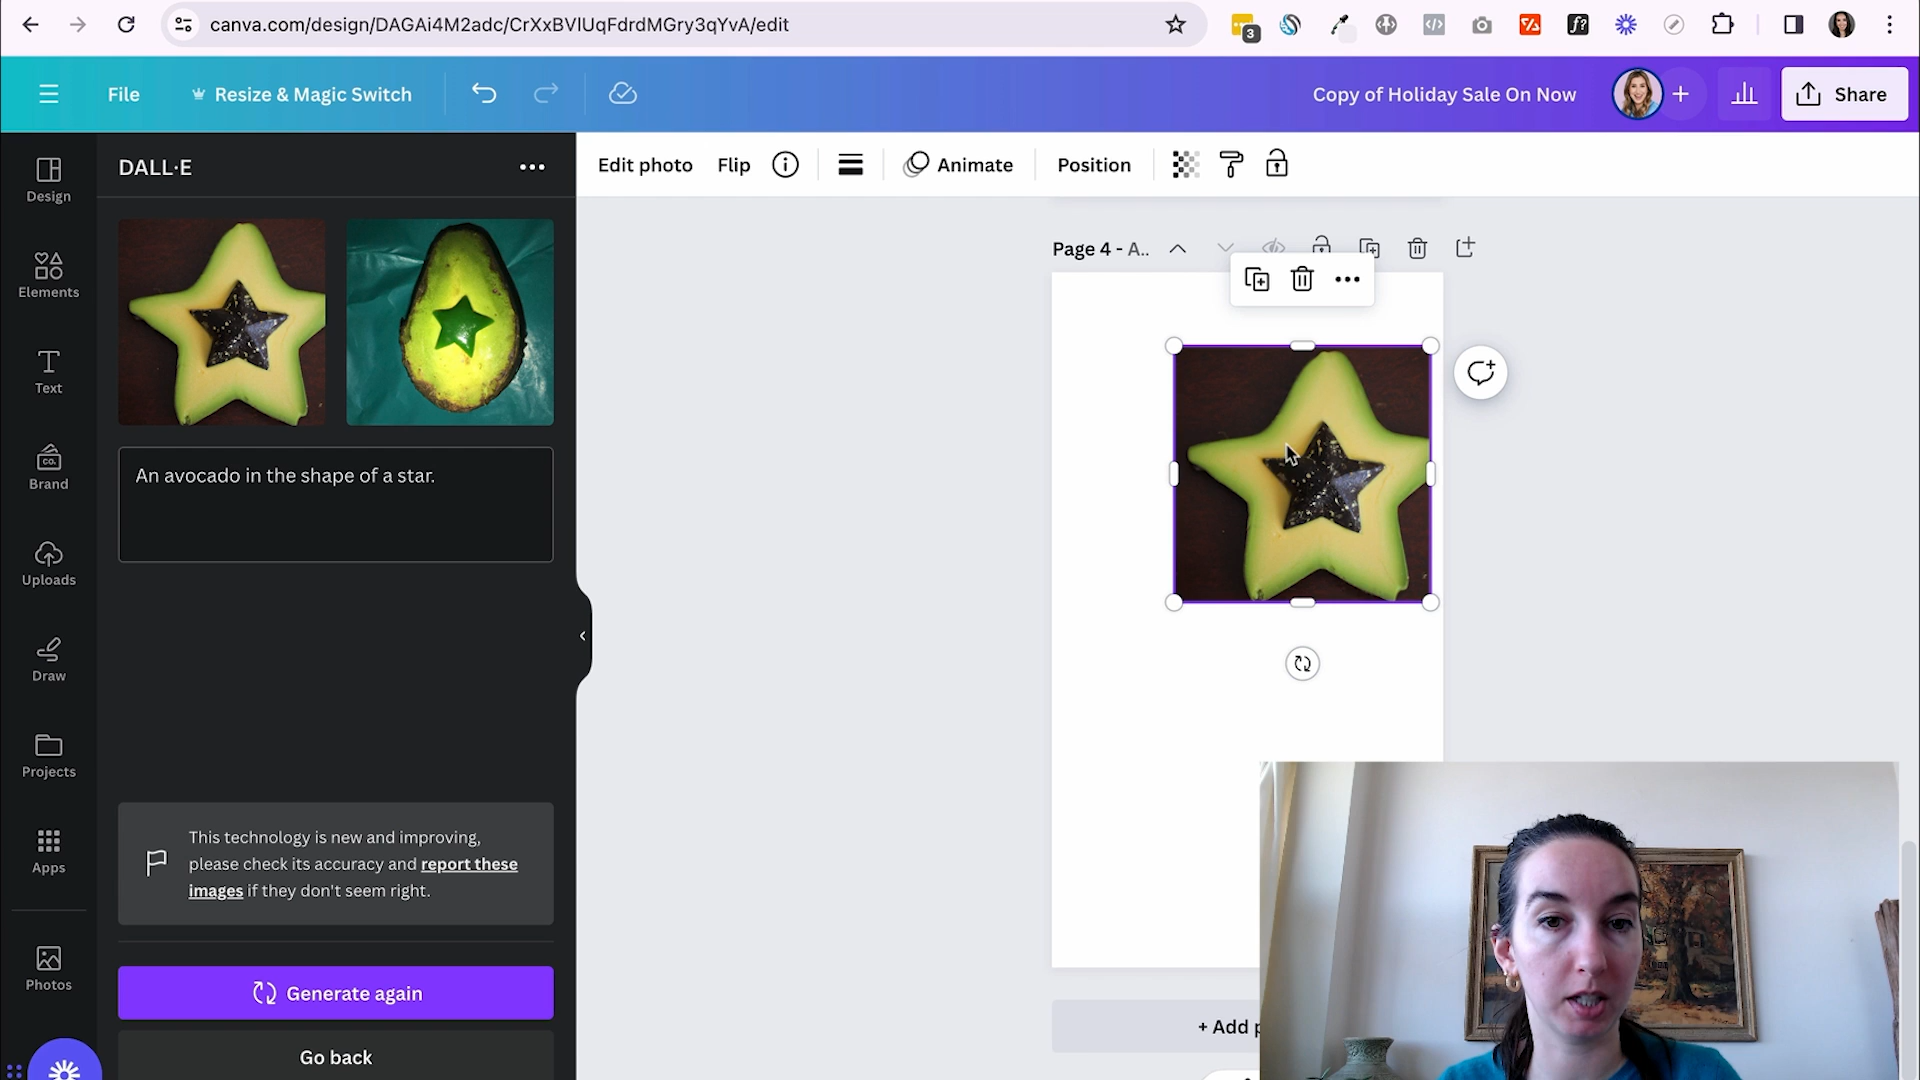 canva.com/design/DAGAi4M2adc/CrXxBVlUqFdrdMGry3qYvA/edit
3
File
Resize & Magic Switch
Copy of Holiday Sale On Now
Share
Design
Elements
Text
CO.
Brand
Uploads
Draw
Projects
Apps
Photos
DALL·E
An avocado in the shape of a star.
This technology is new and improving,
please check its accuracy and report these
images if they don't seem right.
Generate again
Go back
Edit photo
Flip
Animate
Position
Page 4 - A..
+ Add